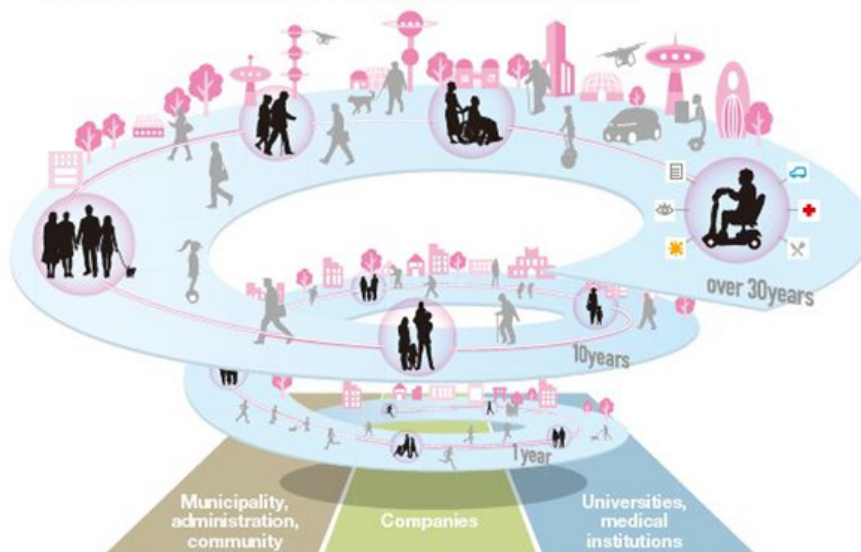 over 30years
10years
1year
Municipality,
administration,
community
Companies
Universities,
medical
institutions